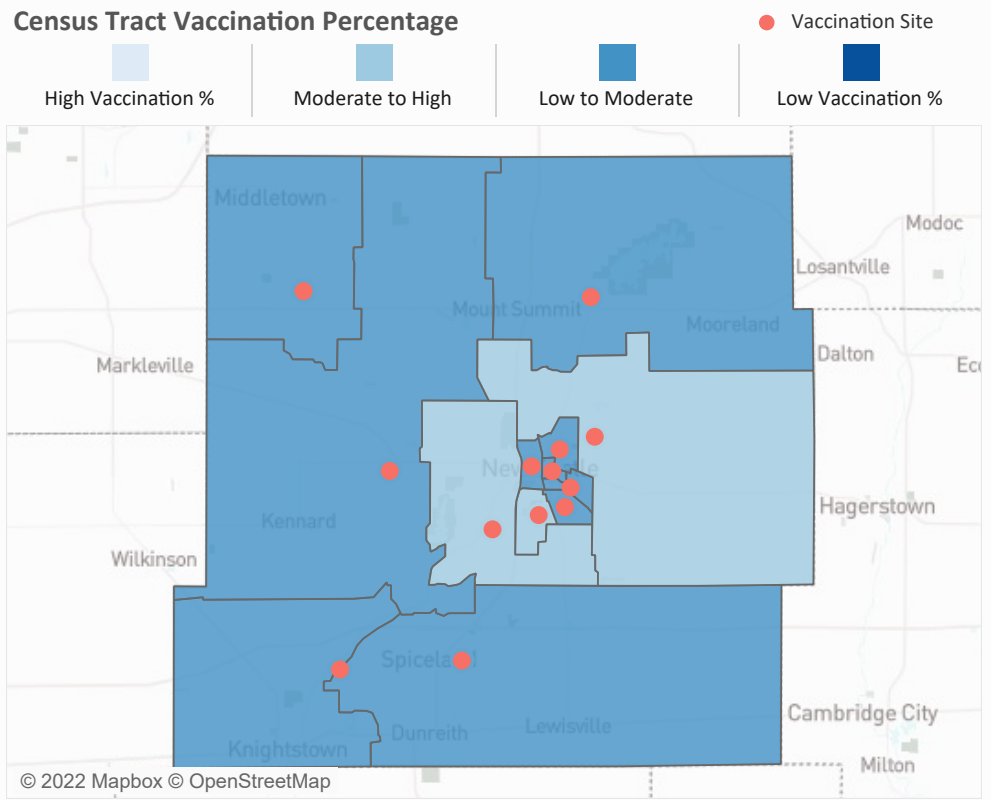 Census Tract Vaccination Percentage
Vaccination Site
High Vaccination %
Moderate to High
Low to Moderate
Low Vaccination %
Middletown
Modoc
Losantville
Mount Summit
Mooreland
Dalton
Markleville
Kennard
Hagerstown
Wilkinson
Cambridge City
Dunreith
Lewisville
Knightstown
Milton
© 2022 Mapbox © OpenStreetMap